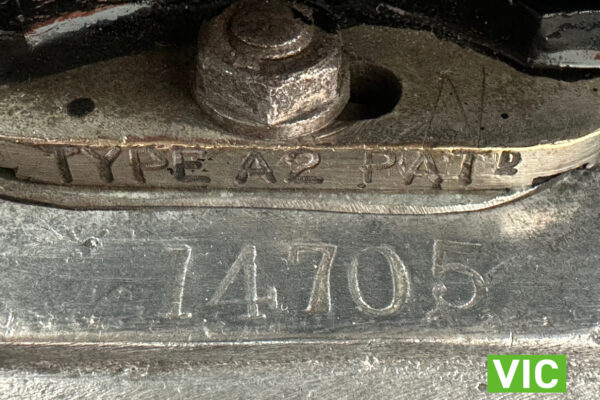 N
TYPE A2 PATD
14705
VIC